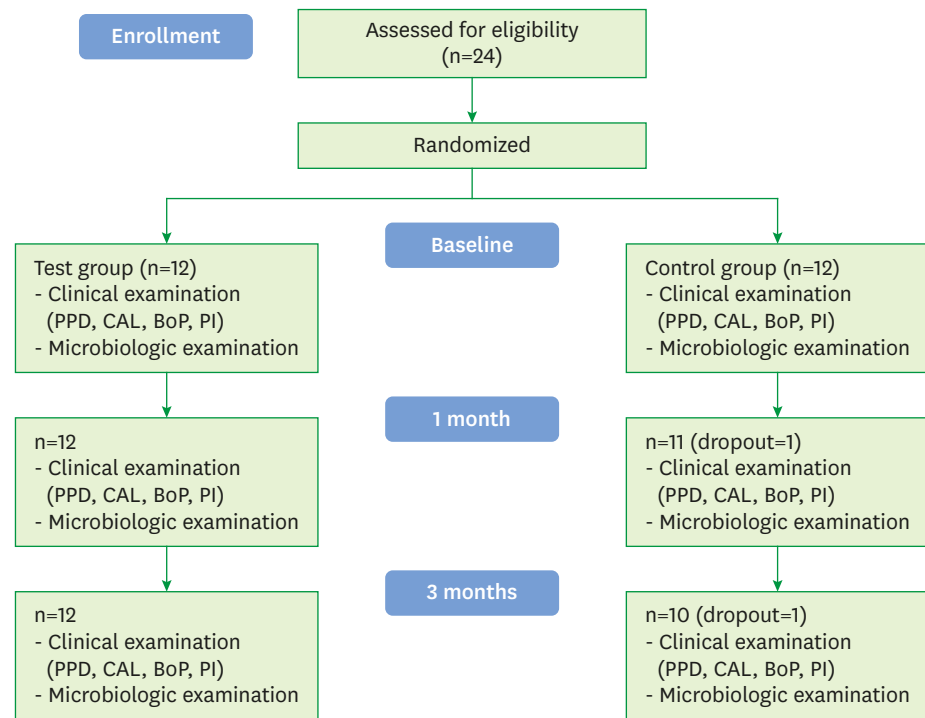 Enrollment
Assessed for eligibility
(n=24)
Randomized
Baseline
Test group (n=12)
- Clinical examination
(PPD, CAL, BoP, PI)
- Microbiologic examination
Control group (n=12)
- Clinical examination
(PPD, CAL, BoP, PI)
- Microbiologic examination
1 month
n=12
- Clinical examination
(PPD, CAL, BoP, PI)
- Microbiologic examination
n=11 (dropout=1)
- Clinical examination
(PPD, CAL, BoP, PI)
- Microbiologic examination
3 months
n=12
- Clinical examination
(PPD, CAL, BoP, PI)
- Microbiologic examination
n=10 (dropout=1)
- Clinical examination
(PPD, CAL, BoP, PI)
- Microbiologic examination